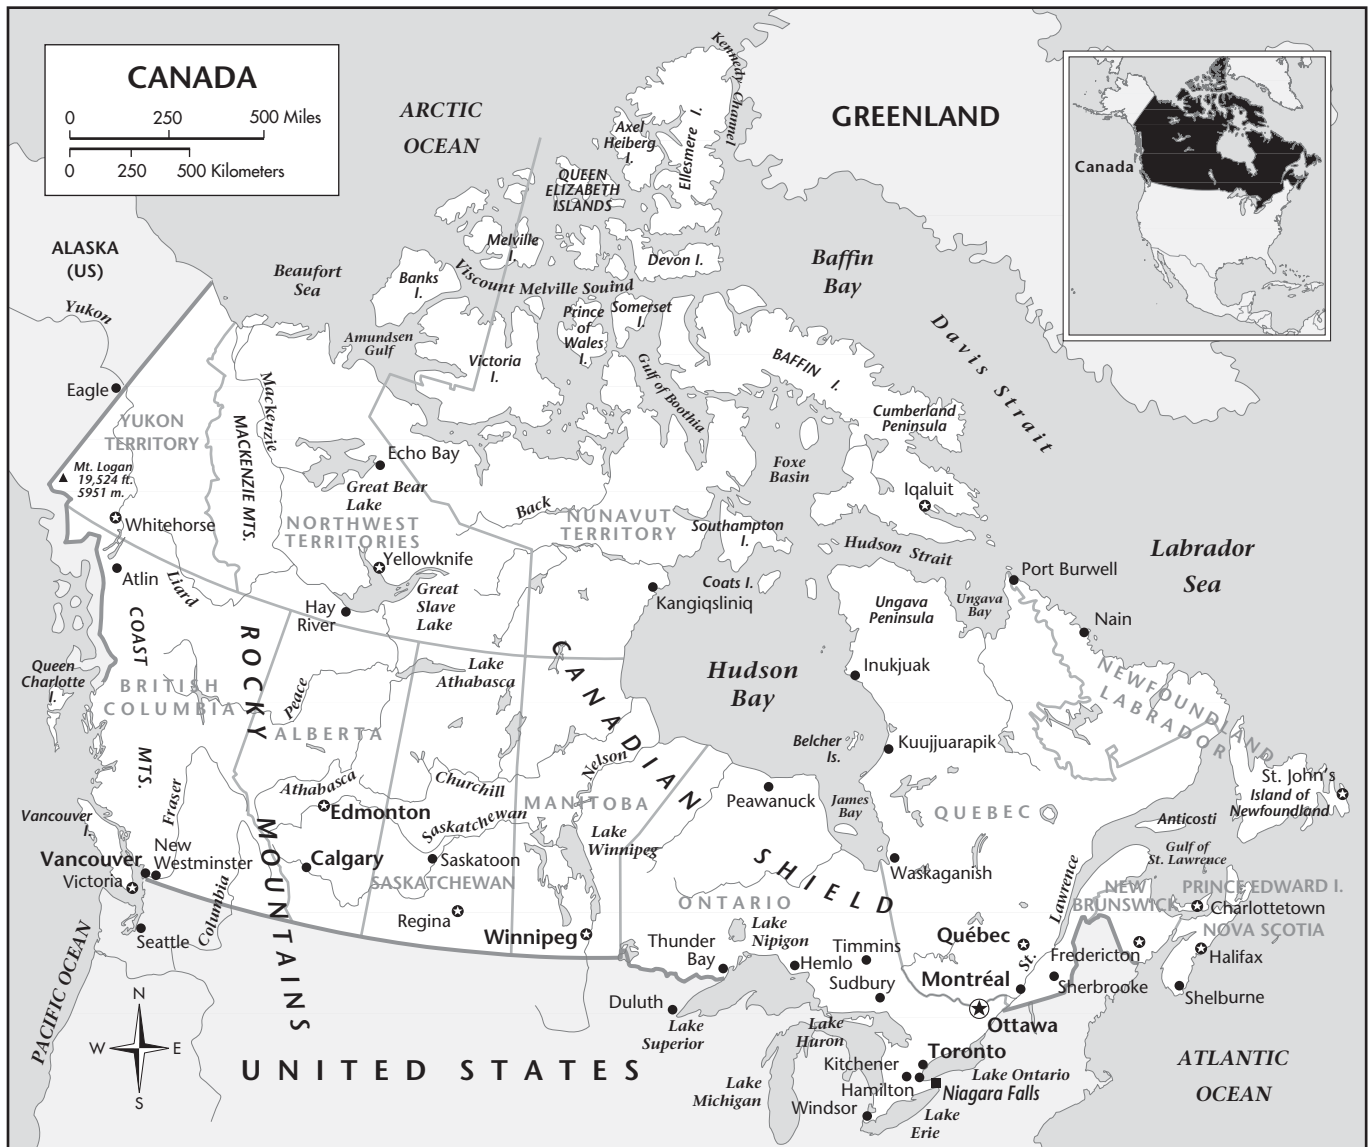 CANADA
0 250 500 Miles
0 250 500 Kilometers
ARCTIC
OCEAN
GREENLAND
Kennedy Channel
Axel
Heiberg
I.
Ellesmere I.
QUEEN
ELIZABETH
ISLANDS
Canada
ALASKA
(US)
Yukon
Beaufort
Sea
Banks
I.
Melville
I.
Viscount Melville Sound
Devon I.
Baffin
Bay
Prince
of
Wales
I.
Somerset
I.
Amundsen
Gulf
Victoria
I.
Gulf of Boothia
BAFFIN I.
Davis Strait
Cumberland
Peninsula
Eagle
YUKON
TERRITORY
Mackenzie
MACKENZIE MTS.
Mt. Logan
19,524 ft.
5951 m.
Echo Bay
Great Bear
Lake
Foxe
Basin
Iqaluit
Whitehorse
NORTHWEST
TERRITORIES
Back
NUNAVUT
TERRITORY
Southampton
I.
Hudson Strait
Labrador
Sea
Yellowknife
Atlin
Liard
Hay
River
Great
Slave
Lake
Kangiqsliniq
Coats I.
Ungava
Peninsula
Ungava
Bay
Port Burwell
Nain
COAST
MTS.
ROCKY
MOUNTAINS
Queen
Charlotte
I.
BRITISH
COLUMBIA
Peace
ALBERTA
Lake
Athabasca
CANADIAN
SHIELD
Hudson
Bay
Inukjuak
NEWFOUNDLAND
LABRADOR
Belcher
Is.
Kuujjuarapik
Athabasca
Edmonton
Churchill
Nelson
MANITOBA
Peawanuck
James
Bay
QUEBEC
St. John's
Island of
Newfoundland
Vancouver
I.
Fraser
Saskatchewan
Lake
Winnipeg
Anticosti
Gulf of
St. Lawrence
Vancouver
New
Westminster
Victoria
Calgary
Saskatoon
SASKATCHEWAN
Waskaganish
Columbia
Regina
Winnipeg
ONTARIO
Lake
Nipigon
St. Lawrence
NEW
BRUNSWICK
PRINCE EDWARD I.
Charlottetown
NOVA SCOTIA
Seattle
PACIFIC OCEAN
Thunder
Bay
Hemlo
Timmins
Sudbury
Québec
Montréal
Fredericton
Sherbrooke
Halifax
Shelburne
N
W E
S
Duluth
Lake
Superior
Lake
Huron
Ottawa
UNITED STATES
Toronto
Kitchener
Hamilton
Lake Ontario
Niagara Falls
Lake
Michigan
Windsor
Lake
Erie
ATLANTIC
OCEAN